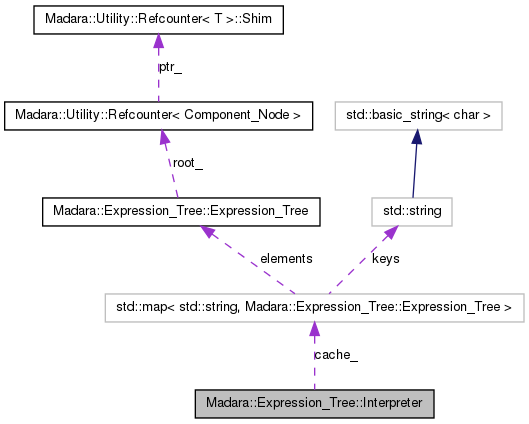 Madara::Utility::Refcounter< T >::Shim
ptr_
Madara::Utility::Refcounter< Component_Node >
std::basic_string< char >
root_
Madara::Expression_Tree::Expression_Tree
std::string
elements
keys
std::map< std::string, Madara::Expression_Tree::Expression_Tree >
cache_
Madara::Expression_Tree::Interpreter